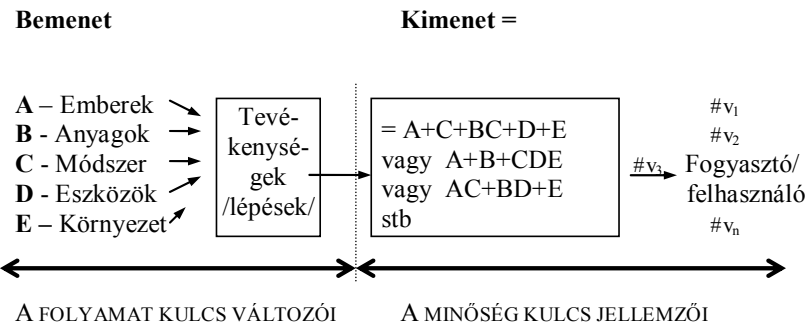 Bemenet
Kimenet =
A – Emberek
B - Anyagok
C – Módszer
D – Eszközök
E – Környezet
Tevé-
kenysé-
gek
/lépések/
= A+C+BC+D+E
vagy A+B+CDE
vagy AC+BD+E
stb
#v₃
#v₁
#v₂
Fogyasztó/
felhasználó
#vₙ
A FOLYAMAT KULCS VÁLTOZÓI
A MINŐSÉG KULCS JELLEMZŐI